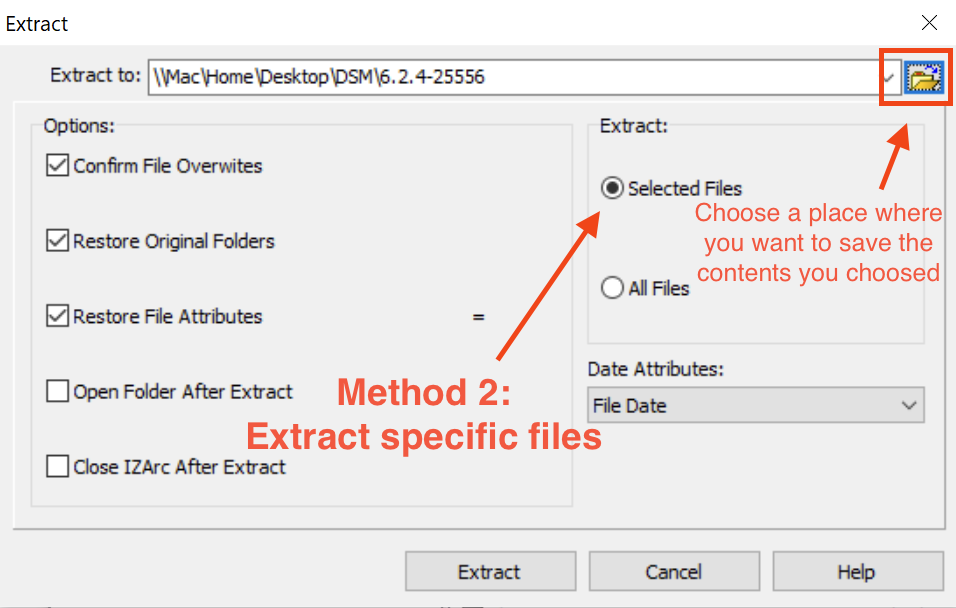 Extract
Extract to: \\Mac\Home\Desktop\DSM\6.2.4-25556
Options:
Confirm File Overwites
Restore Original Folders
Restore File Attributes =
Open Folder After Extract
Close IZArc After Extract
Extract:
Selected Files
All Files
Choose a place where
you want to save the
contents you choosed
Method 2:
Extract specific files
Date Attributes:
File Date
Extract Cancel Help